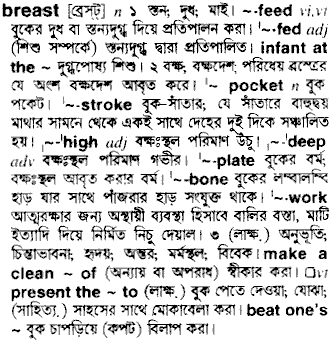 breast [ব্রেস্ট] n ১ স্তন; দুধ; মাই। ~-feed vi,vt
বুকের দুধ বা স্তন্যদুগ্ধ দিয়ে প্রতিপালন করা। '~-fed adj
(শিশু সম্পর্কে) স্তন্যদুগ্ধ দ্বারা প্রতিপালিত। infant at
the ~ দুগ্ধপোষ্য শিশু। ২ বক্ষ; বক্ষদেশ; পরিধেয় বস্ত্রের
যে অংশ বক্ষদেশ আবৃত করে। '~ pocket n বুক
পকেট। '~-stroke বুক-সাঁতার; যে সাঁতারে বাহুদ্বয়
মাথার সামনে থেকে একই সাথে দেহের দুই দিকে সঞ্চালিত
হয়। ~-'high adj বক্ষঃস্থল পরিমাণ উঁচু। ~-'deep
adv বক্ষঃস্থল পরিমাণ গভীর। '~-plate বুকের বর্ম;
বক্ষঃস্থল আবৃত করার বর্ম। '~-bone বুকের লম্বালম্বি
হাড় যার সাথে পাঁজরার হাড় সংযুক্ত থাকে। '~-work
আত্মরক্ষার জন্য অস্থায়ী ব্যবস্থা হিসাবে বালির বস্তা, মাটি
ইত্যাদি দিয়ে নির্মিত নিচু দেয়াল। ৩ (লাক্ষ.) অনুভূতি;
চিন্তাভাবনা; হৃদয়; অন্তর; মর্মস্থল; বিবেক। make a
clean ~ of (অন্যায় বা অপরাধ) স্বীকার করা। □vt
present the ~ to (লাক্ষ.) বুক পেতে দেওয়া; যোঝা;
(সাহিত্য.) সাহসের সাথে মোকাবেলা করা। beat one's
~ বুক চাপড়িয়ে (কপট) বিলাপ করা।